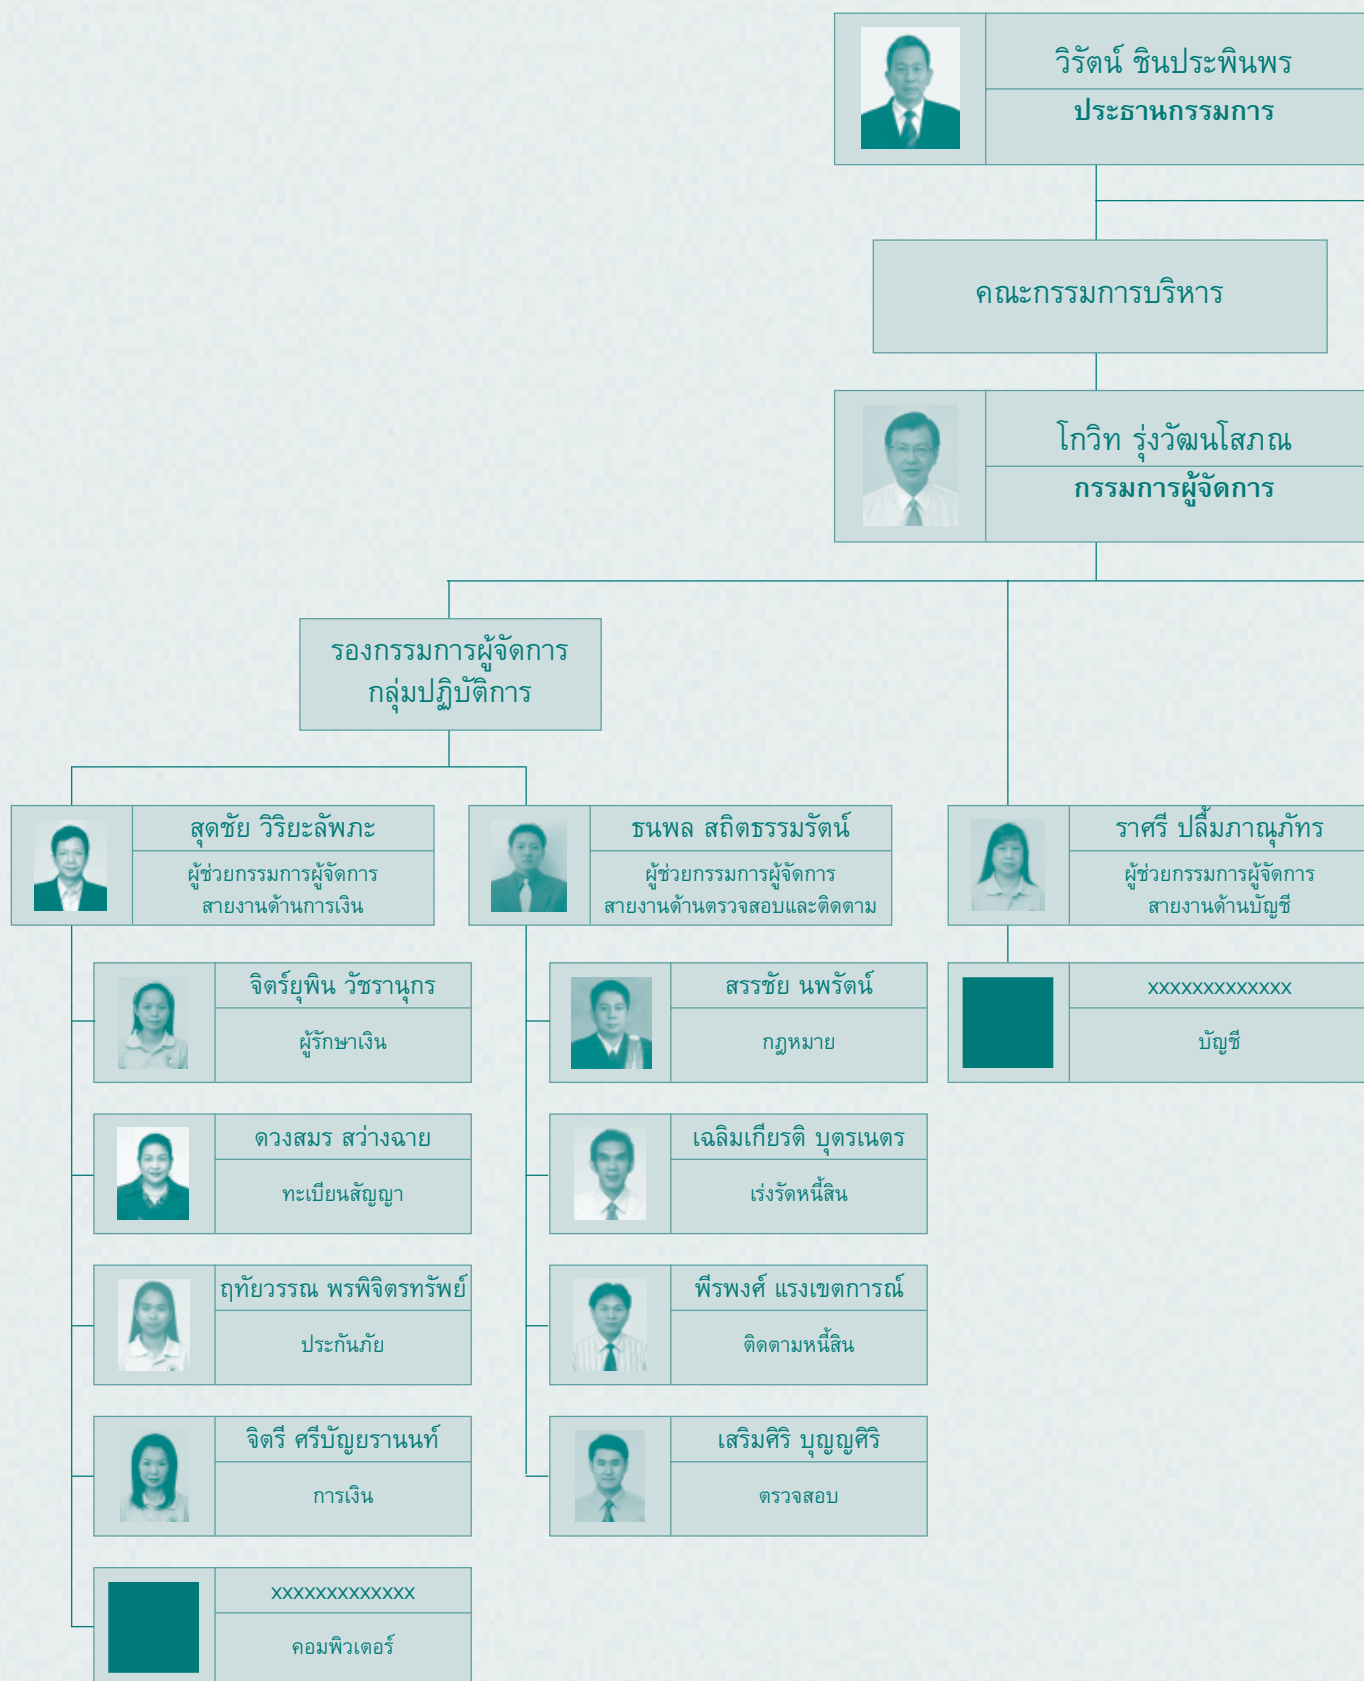 วิรัตน์ ชินประพินพร
ประธานกรรมการ
คณะกรรมการบริหาร
โกวิท รุ่งวัฒนโสภณ
กรรมการผู้จัดการ
รองกรรมการผู้จัดการ
กลุ่มปฏิบัติการ
สุดชัย วิริยะลัพภะ
ผู้ช่วยกรรมการผู้จัดการ
สายงานด้านการเงิน
ธนพล สถิตธรรมรัตน์
ผู้ช่วยกรรมการผู้จัดการ
สายงานด้านตรวจสอบและติดตาม
ราศรี ปลื้มภาณุภัทร
ผู้ช่วยกรรมการผู้จัดการ
สายงานด้านบัญชี
จิตร์ยุพิน วัชรานุกร
ผู้รักษาเงิน
สรรชัย นพรัตน์
กฎหมาย
xxxxxxxxxxxxx
บัญชี
ดวงสมร สว่างฉาย
ทะเบียนสัญญา
เฉลิมเกียรติ บุตรเนตร
เร่งรัดหนี้สิน
ฤทัยวรรณ พรพิจิตรทรัพย์
ประกันภัย
พีรพงศ์ แรงเขตการณ์
ติดตามหนี้สิน
จิตรี ศรีบัญยรานนท์
การเงิน
เสริมศิริ บุญญศิริ
ตรวจสอบ
xxxxxxxxxxxxx
คอมพิวเตอร์